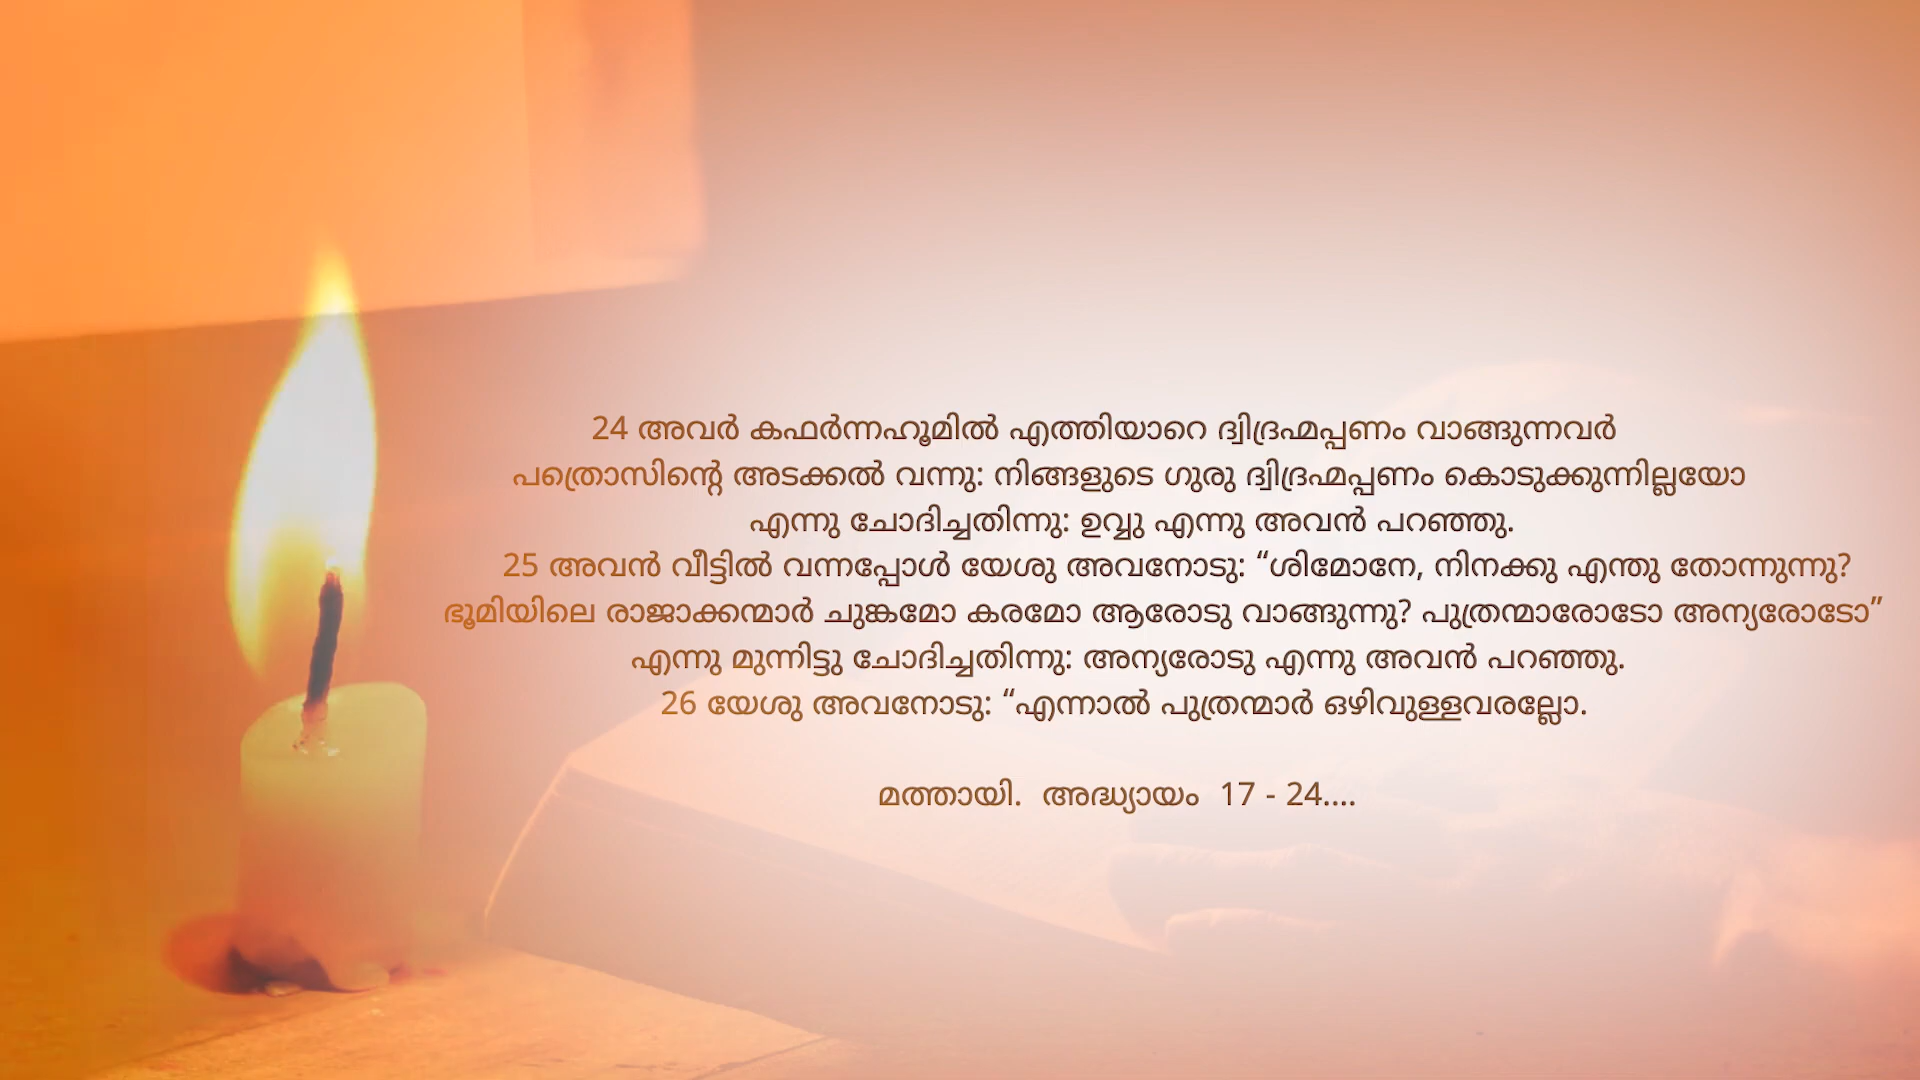 24 അവർ കഫർന്നഹൂമിൽ എത്തിയാറെ ദ്വിദ്രഹ്മപ്പണം വാങ്ങുന്നവർ
പത്രൊസിന്റെ അടക്കൽ വന്നു: നിങ്ങളുടെ ഗുരു ദ്വിദ്രഹ്മപ്പണം കൊടുക്കുന്നില്ലയോ
എന്നു ചോദിച്ചതിന്നു: ഉവ്വു എന്നു അവൻ പറഞ്ഞു.
25 അവൻ വീട്ടിൽ വന്നപ്പോൾ യേശു അവനോടു: “ശിമോനേ, നിനക്കു എന്തു തോന്നുന്നു?
ഭൂമിയിലെ രാജാക്കന്മാർ ചുങ്കമോ കരമോ ആരോടു വാങ്ങുന്നു? പുത്രന്മാരോടോ അന്യരോടോ”
എന്നു മുന്നിട്ടു ചോദിച്ചതിന്നു: അന്യരോടു എന്നു അവൻ പറഞ്ഞു.
26 യേശു അവനോടു: “എന്നാൽ പുത്രന്മാർ ഒഴിവുള്ളവരല്ലോ.
മത്തായി. അദ്ധ്യായം 17 - 24....